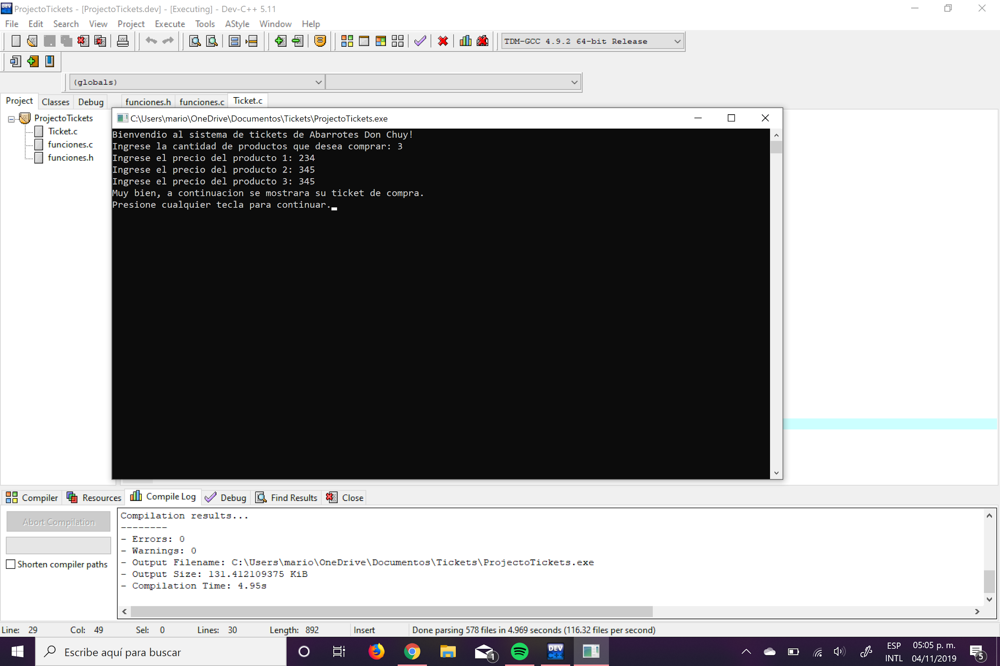 ProjectoTickets - [ProjectoTickets.dev] - [Executing] - Dev-C++ 5.11
File Edit Search View Project Execute Tools AStyle Window Help
TDM-GCC 4.9.2 64-bit Release
(globals)
Project Classes Debug funciones.h funciones.c Ticket.c
ProjectoTickets
Ticket.c
funciones.c
funciones.h
C:\Users\mario\OneDrive\Documentos\Tickets\ProjectoTickets.exe
Bienvendio al sistema de tickets de Abarrotes Don Chuy!
Ingrese la cantidad de productos que desea comprar: 3
Ingrese el precio del producto 1: 234
Ingrese el precio del producto 2: 345
Ingrese el precio del producto 3: 345
Muy bien, a continuacion se mostrara su ticket de compra.
Presione cualquier tecla para continuar.
Compiler Resources Compile Log Debug Find Results Close
Abort Compilation
Shorten compiler paths
Compilation results...
--------
- Errors: 0
- Warnings: 0
- Output Filename: C:\Users\mario\OneDrive\Documentos\Tickets\ProjectoTickets.exe
- Output Size: 131.412109375 KiB
- Compilation Time: 4.95s
Line: 29 Col: 49 Sel: 0 Lines: 30 Length: 892 Insert Done parsing 578 files in 4.969 seconds (116.32 files per second)
Escribe aquí para buscar
DEV C++
1
ESP
INTL
05:05 p. m.
04/11/2019
5